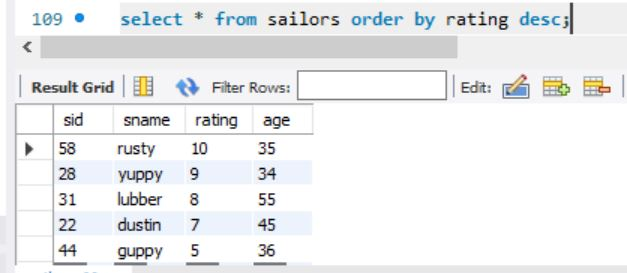 109 select * from sailors order by rating desc;
Result Grid Filter Rows: Edit:
sid sname rating age
58 rusty 10 35
28 yuppy 9 34
31 lubber 8 55
22 dustin 7 45
44 guppy 5 36